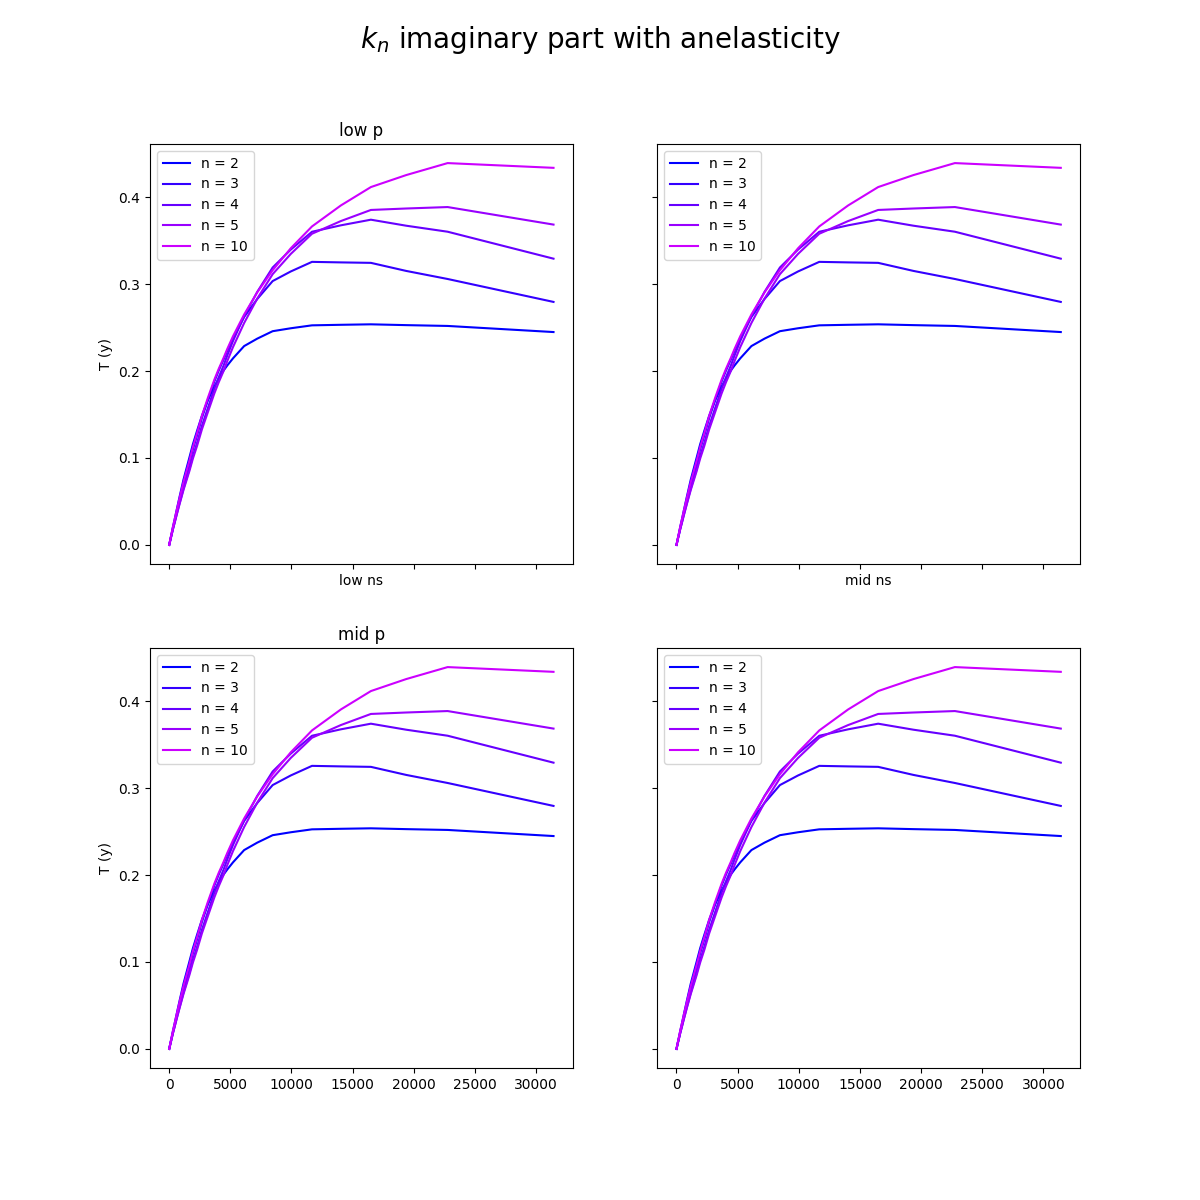 k_n imaginary part with anelasticity
low p
n = 2
n = 3
n = 4
n = 5
n = 10
T (y)
0.4
0.3
0.2
0.1
0.0
low ns
n = 2
n = 3
n = 4
n = 5
n = 10
mid ns
mid p
n = 2
n = 3
n = 4
n = 5
n = 10
T (y)
0.4
0.3
0.2
0.1
0.0
0 5000 10000 15000 20000 25000 30000
n = 2
n = 3
n = 4
n = 5
n = 10
0 5000 10000 15000 20000 25000 30000